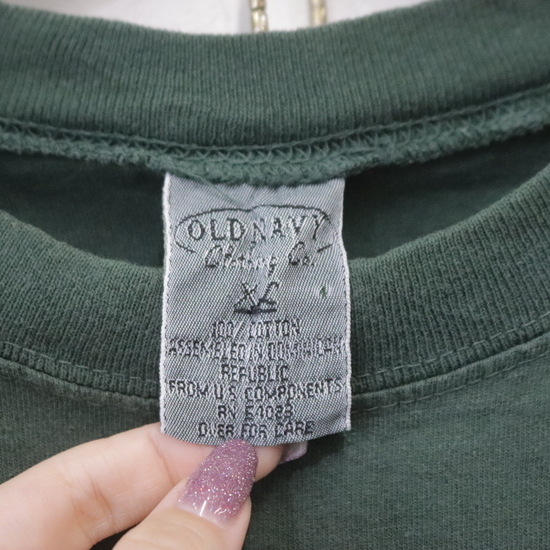 OLD NAVY
Clothing Co.
XL
100% COTTON
ASSEMBLED IN DOMINICAN
REPUBLIC
FROM U.S. COMPONENTS
RN 54023
OVER FOR CARE